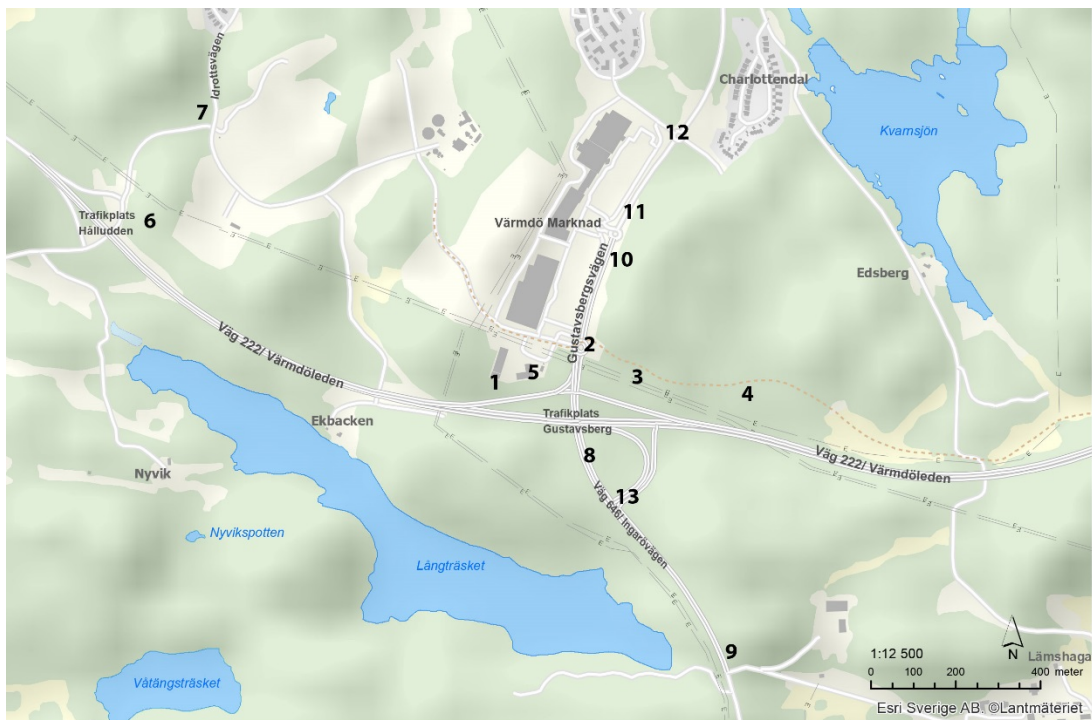 Idrottsvägen
7
Charlottendal
12
Kvarnsjön
Trafikplats
Hålludden
6
11
Värmdö Marknad
10
Gustavsbergsvägen
Edsberg
2
Väg 222/ Värmdöleden
1
5
3
4
Ekbacken
Trafikplats
Gustavsberg
8
Väg 222/ Värmdöleden
Nyvik
13
Väg 646/ Ingarövägen
Nyvikspotten
Långträsket
9
Våtängsträsket
1:12 500
N
Lämshaga
0 100 200 400 meter
Esri Sverige AB. ©Lantmäteriet